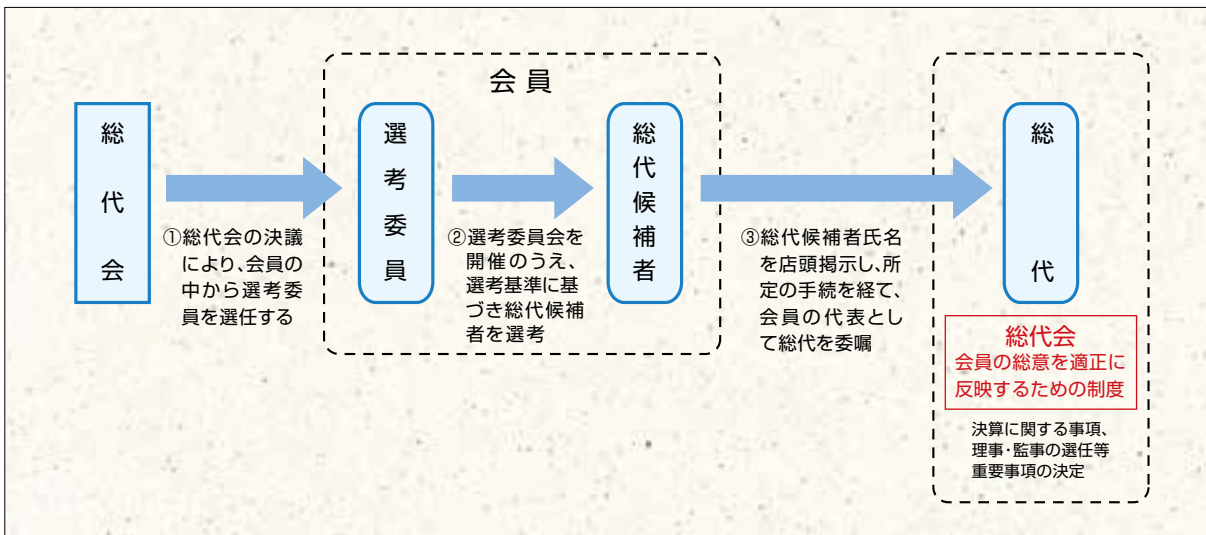 会員
総代会
選考委員
総代候補者
総代
①総代会の決議
により、会員の
中から選考委
員を選任する
②選考委員会を
開催のうえ、
選考基準に基
づき総代候補
者を選考
③総代候補者氏名
を店頭掲示し、所
定の手続を経て、
会員の代表とし
て総代を委嘱
総代会
会員の総意を適正に
反映するための制度
決算に関する事項、
理事・監事の選任等
重要事項の決定